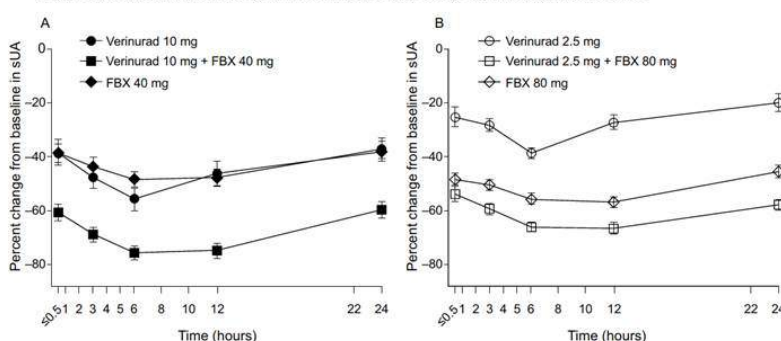 A
Verinurad 10 mg
Verinurad 10 mg + FBX 40 mg
FBX 40 mg
Percent change from baseline in sUA
0
–20
–40
–60
–80
≤0.5 1 2 3 4 5 6 8 10 12 22 24
Time (hours)
B
Verinurad 2.5 mg
Verinurad 2.5 mg + FBX 80 mg
FBX 80 mg
Percent change from baseline in sUA
0
–20
–40
–60
–80
≤0.5 1 2 3 4 5 6 8 10 12 22 24
Time (hours)